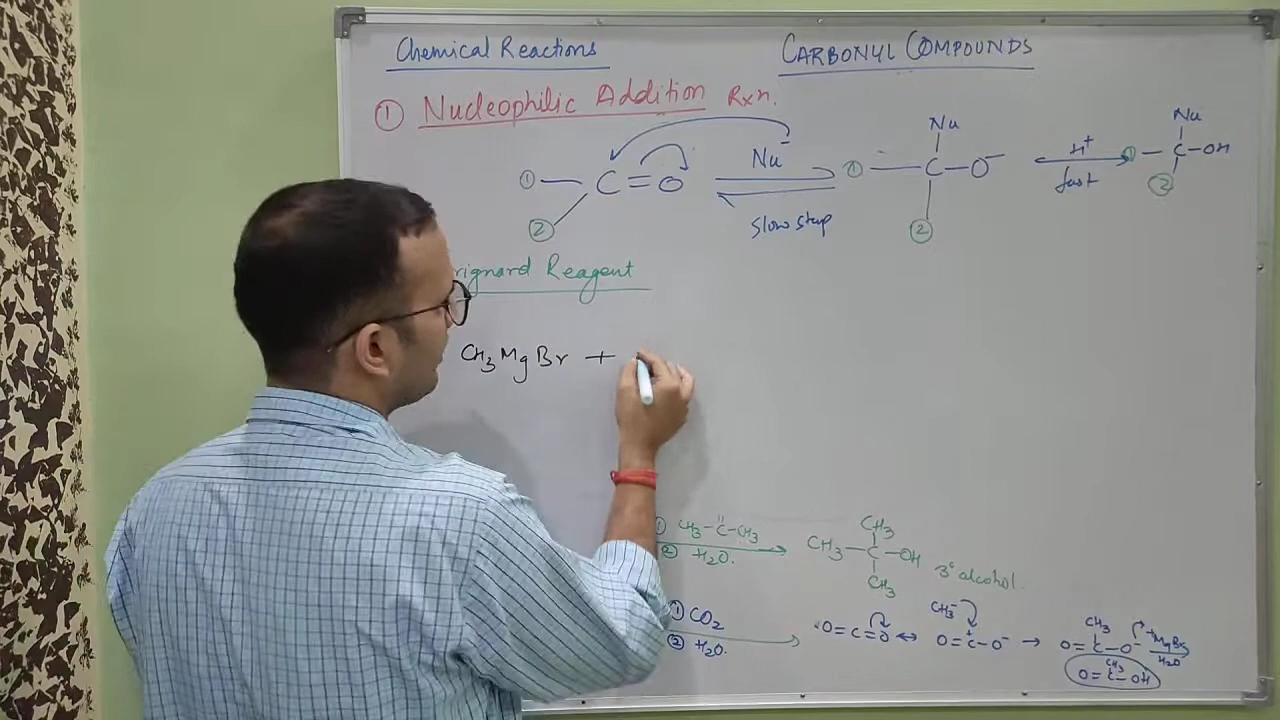 Chemical Reactions
CARBONYL COMPOUNDS
① Nucleophilic Addition Rxn.
① — C = O
②
Nu⁻
Slow step
Nu
① — C — O⁻
②
H⁺
fast
Nu
① — C — OH
②
rignard Reagent
CH₃MgBr +
① CH₃-C-CH₃
② H₂O.
CH₃
CH₃-C-OH
CH₃
3° alcohol.
① CO₂
② H₂O.
O=C=O ↔ O=C⁺-O⁻ →
CH₃⁻
CH₃
O=C-O⁻ ⁺MgBr
H₂O
CH₃
O=C-OH